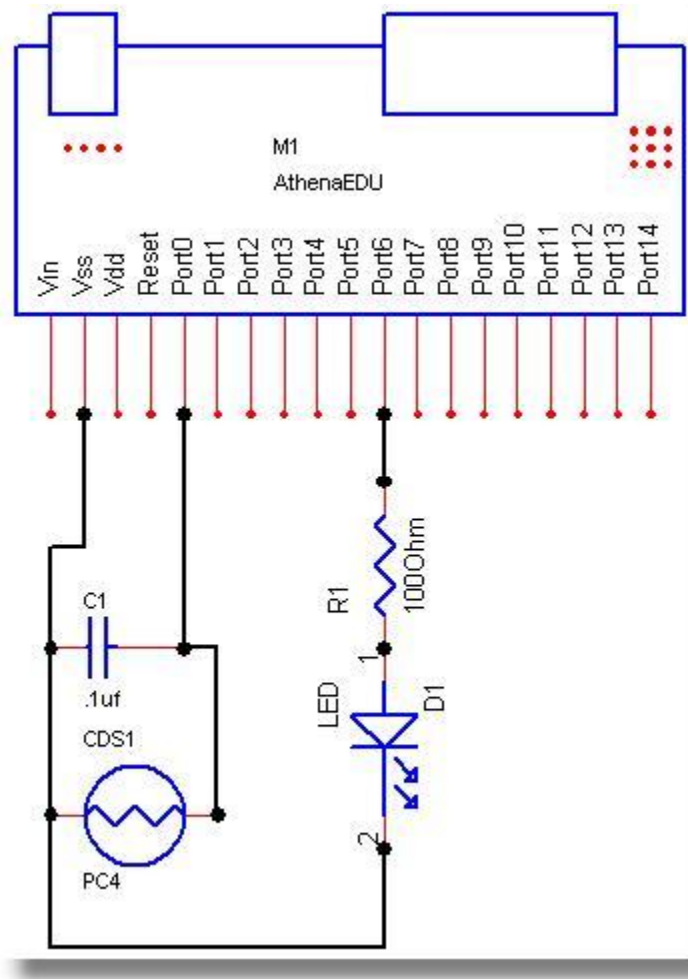 M1
AthenaEDU
Vin
Vss
Vdd
Reset
Port0
Port1
Port2
Port3
Port4
Port5
Port6
Port7
Port8
Port9
Port10
Port11
Port12
Port13
Port14
C1
.1uf
CDS1
PC4
R1
100Ohm
1
LED
D1
2